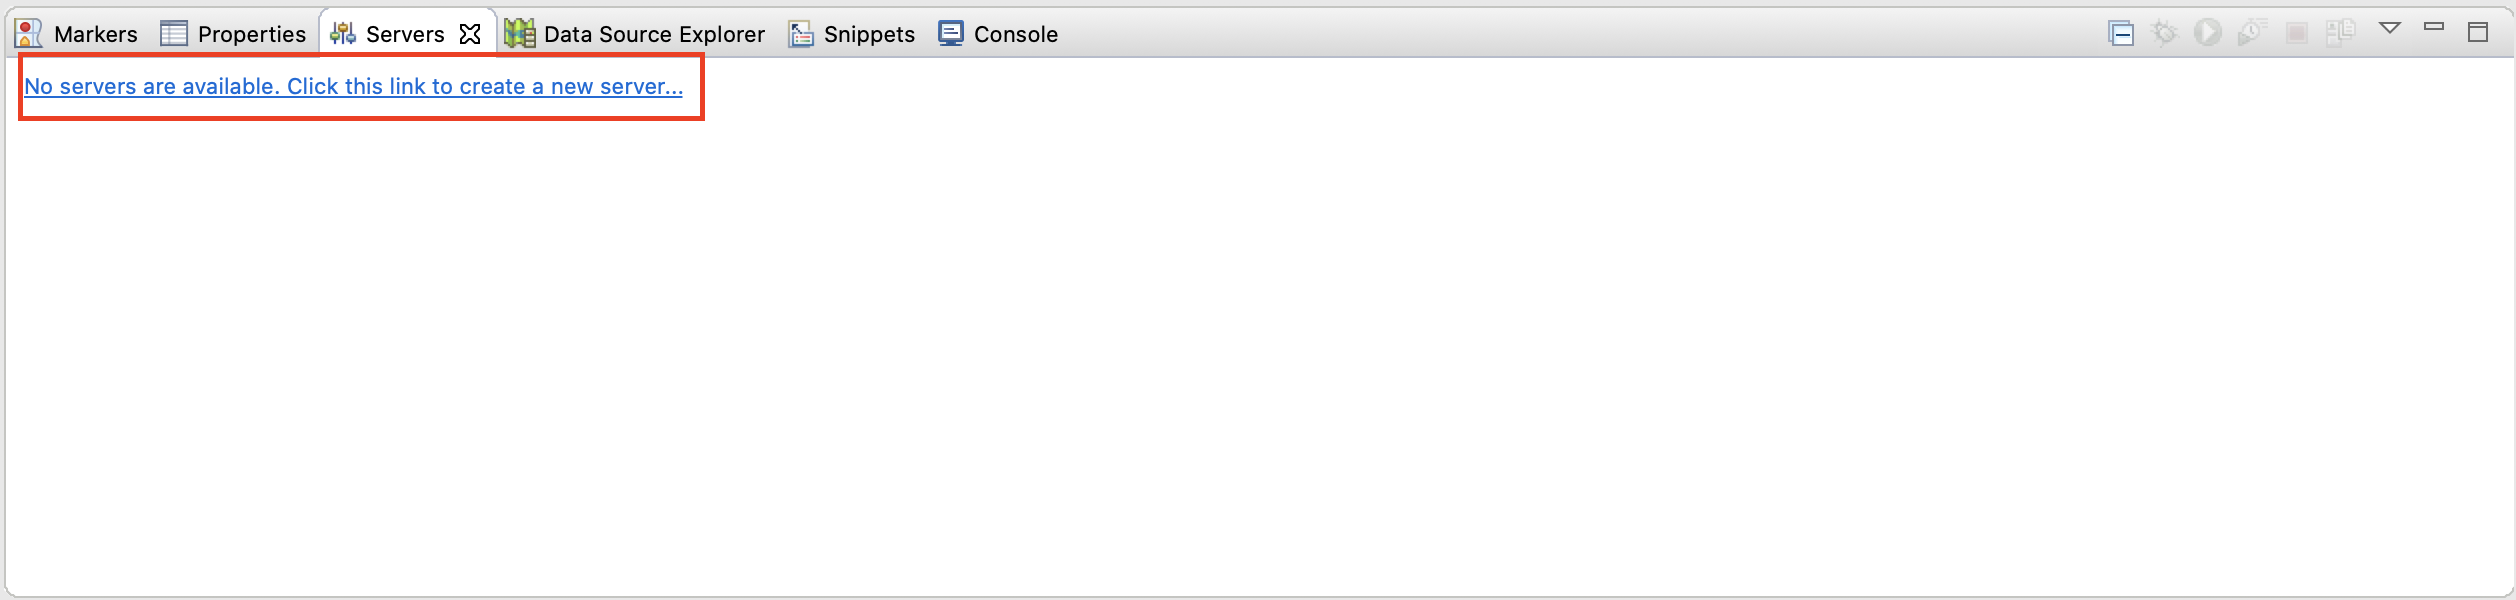 Markers Properties Servers Data Source Explorer Snippets Console
No servers are available. Click this link to create a new server...